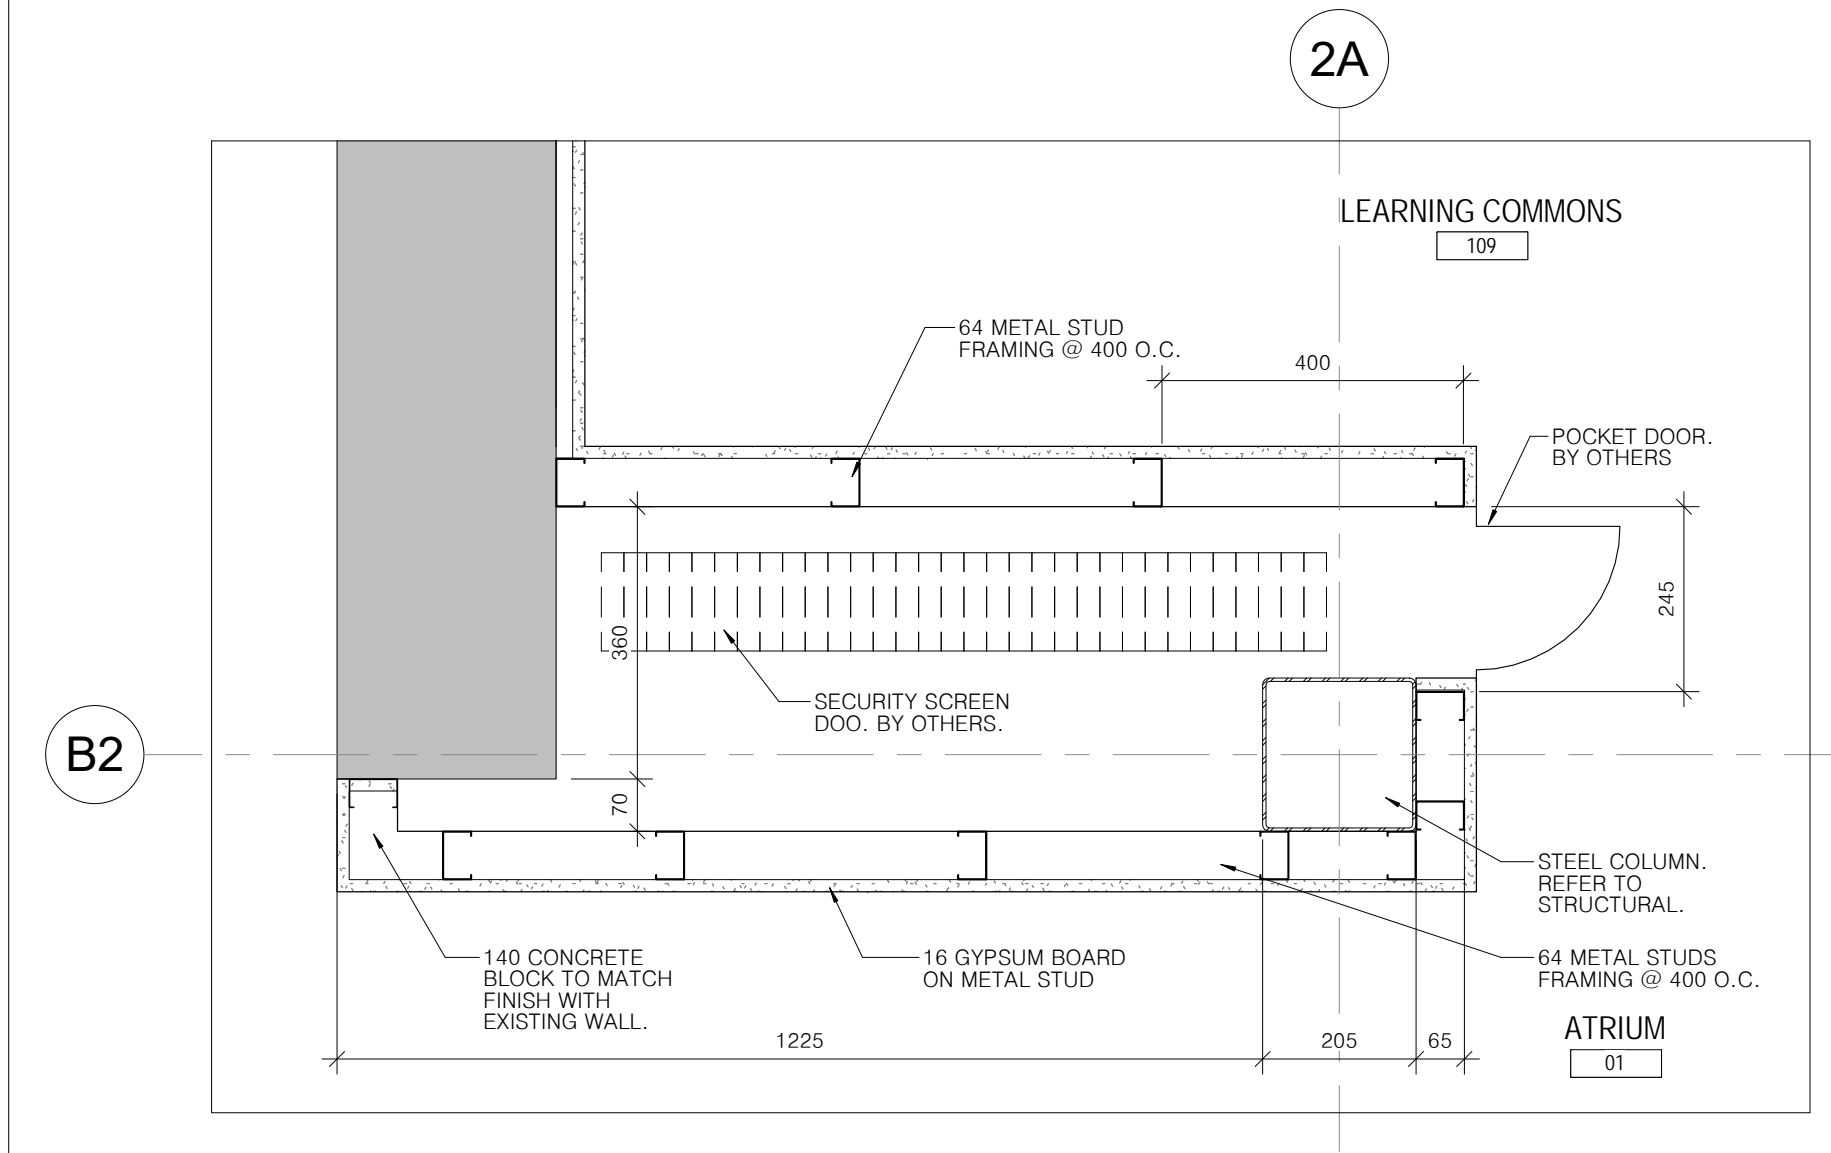 2A
LEARNING COMMONS
109
64 METAL STUD
FRAMING @ 400 O.C.
400
POCKET DOOR.
BY OTHERS
245
360
SECURITY SCREEN
DOO. BY OTHERS.
B2
70
STEEL COLUMN.
REFER TO
STRUCTURAL.
140 CONCRETE
BLOCK TO MATCH
FINISH WITH
EXISTING WALL.
16 GYPSUM BOARD
ON METAL STUD
64 METAL STUDS
FRAMING @ 400 O.C.
ATRIUM
01
1225
205
65